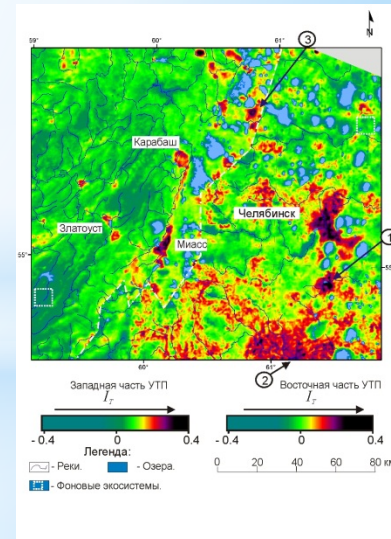 N
59°
60°
61°
3
Карабаш
Челябинск
Златоуст
Миасс
1
55°
55
60°
61°
2
Западная часть УТП
Восточная часть УТП
I_T
I_T
- 0.4
0
0.4
- 0.4
0
0.4
Легенда:
- Реки.
- Озера.
0
20
40
60
80 км
- Фоновые экосистемы.